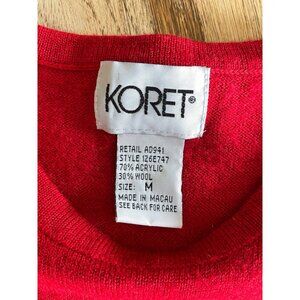 KORET®
RETAIL AD941
STYLE 126E747
70% ACRYLIC
30% WOOL
SIZE: M
MADE IN MACAU
SEE BACK FOR CARE